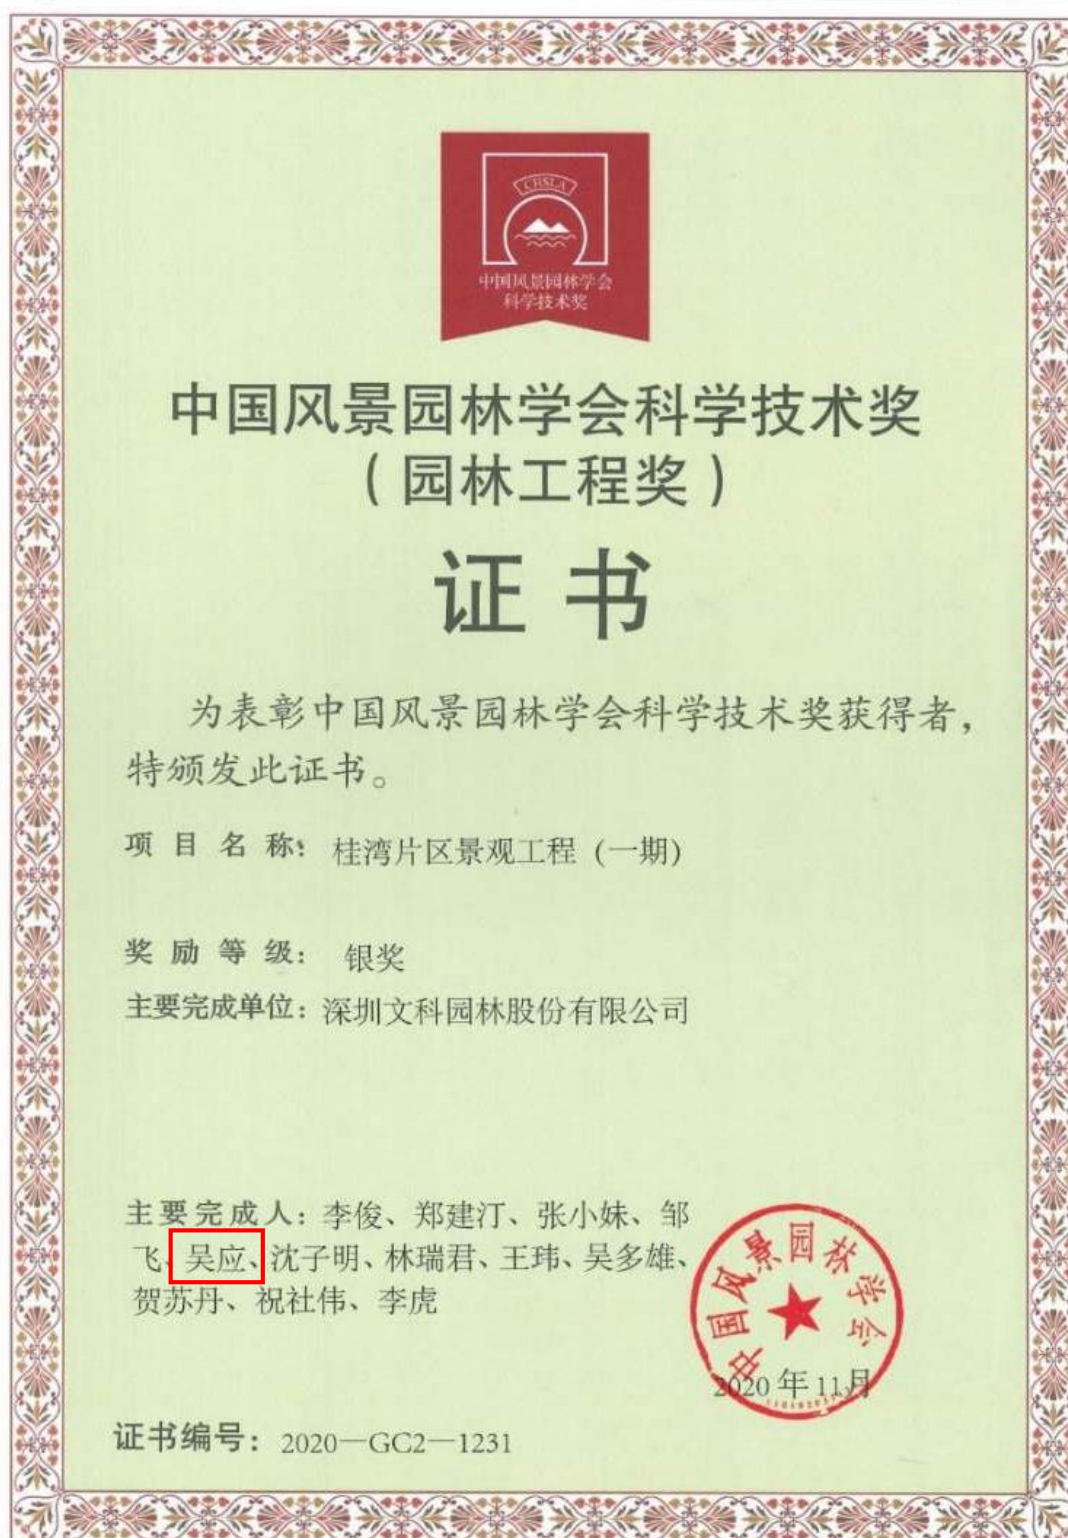 CHSLA
中国风景园林学会
科学技术奖
中国风景园林学会科学技术奖
（园林工程奖）
证书
为表彰中国风景园林学会科学技术奖获得者，
特颁发此证书。
项目名称：桂湾片区景观工程（一期）
奖励等级：银奖
主要完成单位：深圳文科园林股份有限公司
主要完成人：李俊、郑建汀、张小妹、邹
飞、吴应、沈子明、林瑞君、王玮、吴多雄、
贺苏丹、祝社伟、李虎
中国风景园林学会
2020年11月
证书编号：2020—GC2—1231